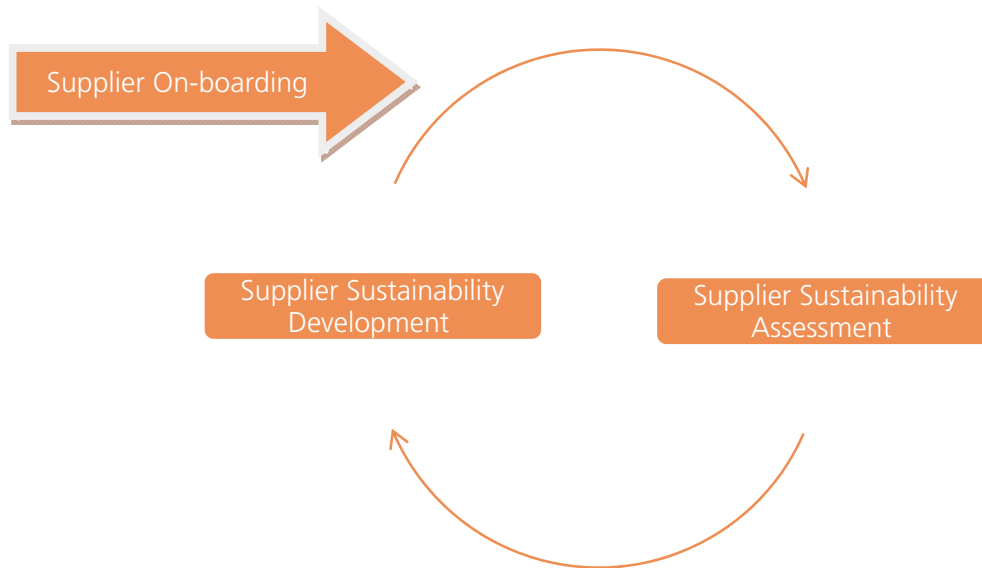 Supplier On-boarding
Supplier Sustainability
Development
Supplier Sustainability
Assessment